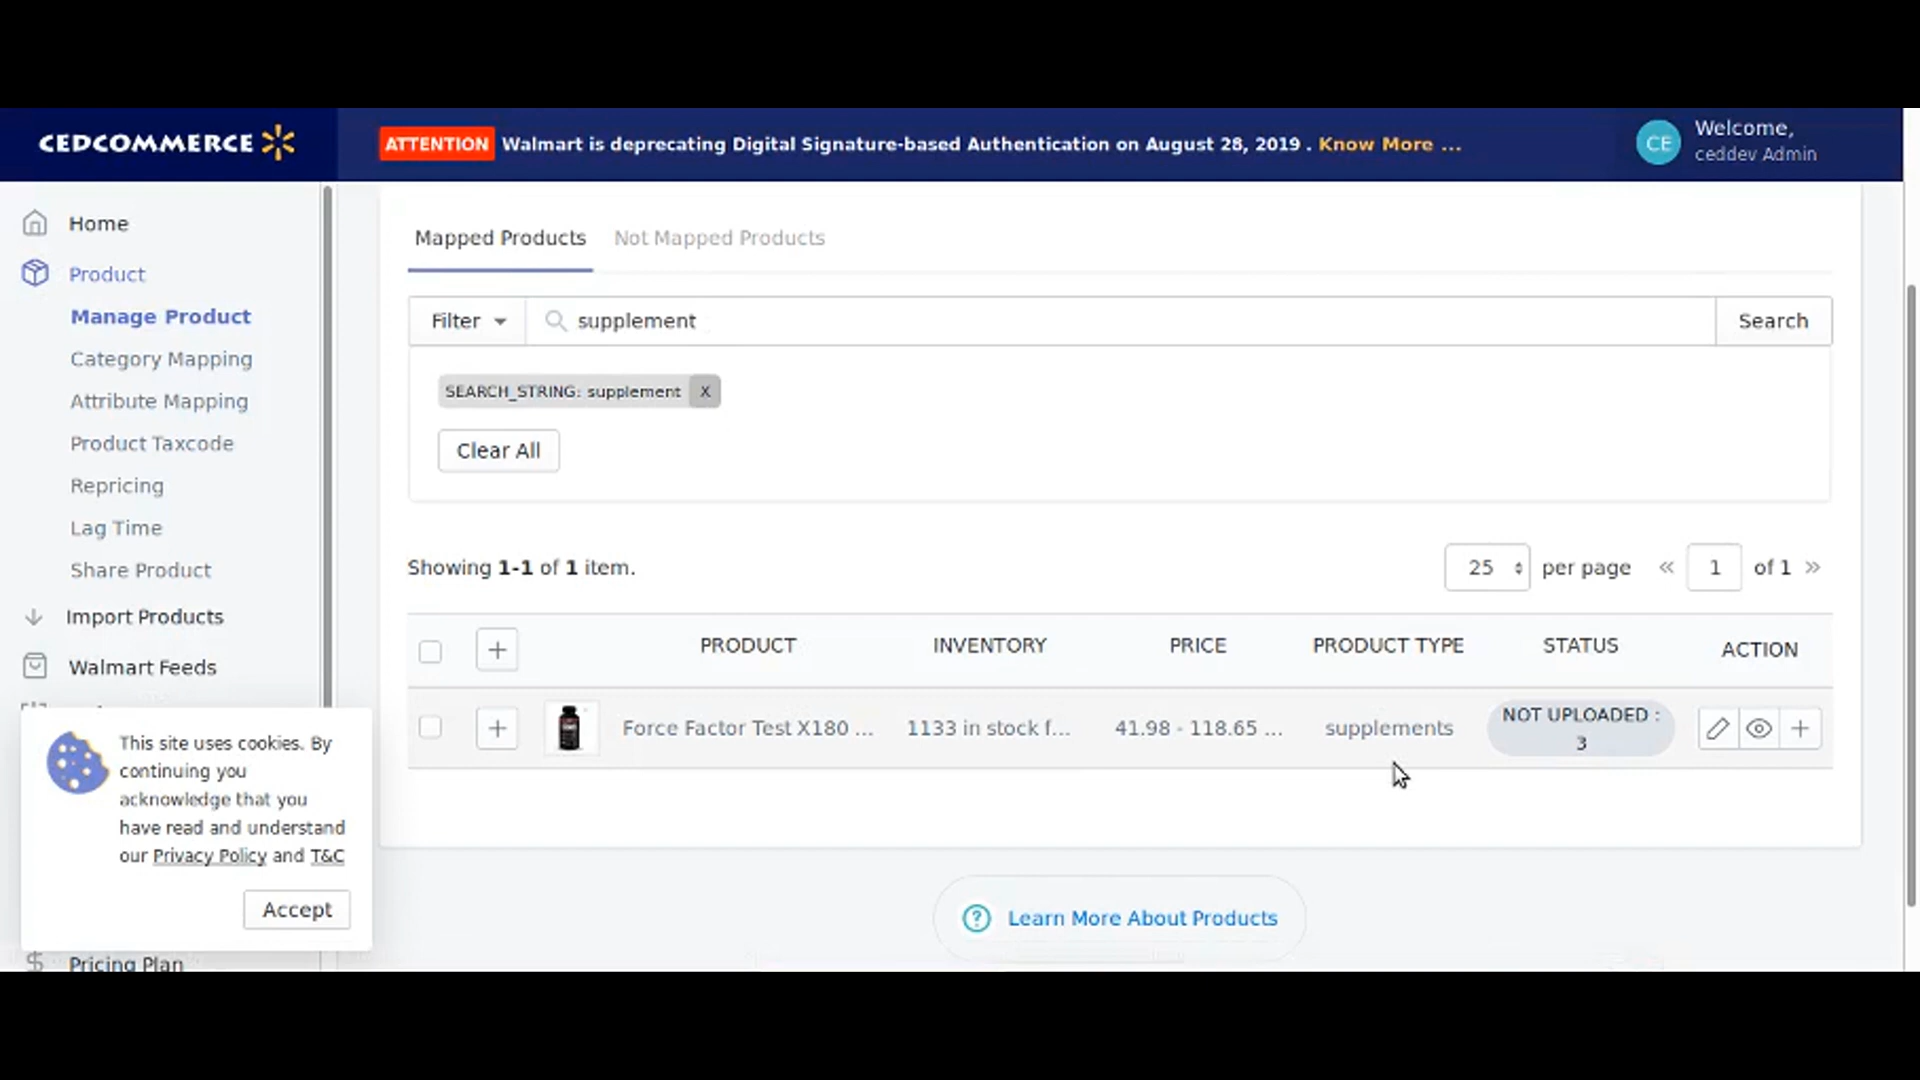 CEDCOMMERCE
ATTENTION Walmart is deprecating Digital Signature-based Authentication on August 28, 2019 . Know More ...
CE
Welcome,
ceddev Admin
Home
Product
Manage Product
Category Mapping
Attribute Mapping
Product Taxcode
Repricing
Lag Time
Share Product
Import Products
Walmart Feeds
This site uses cookies. By
continuing you
acknowledge that you
have read and understand
our Privacy Policy and T&C
Accept
Pricing Plan
Mapped Products Not Mapped Products
Filter supplement Search
SEARCH_STRING: supplement X
Clear All
Showing 1-1 of 1 item.
25 per page « 1 of 1 »
PRODUCT INVENTORY PRICE PRODUCT TYPE STATUS ACTION
Force Factor Test X180 ... 1133 in stock f... 41.98 - 118.65 ... supplements NOT UPLOADED :
3
Learn More About Products